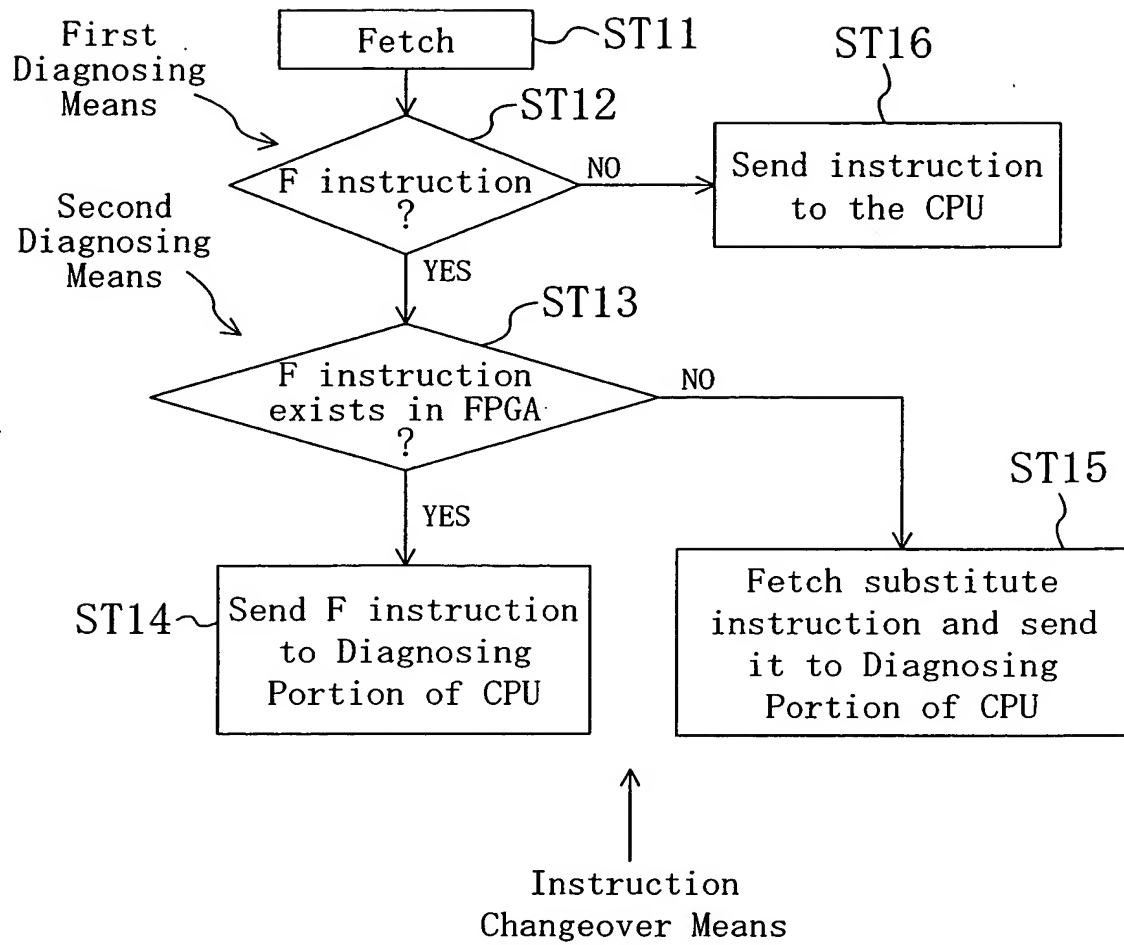 First
Diagnosing
Means
Fetch
ST11
ST16
ST12
F instruction
?
NO
Send instruction
to the CPU
Second
Diagnosing
Means
YES
ST13
F instruction
exists in FPGA
?
NO
YES
ST15
ST14
Send F instruction
to Diagnosing
Portion of CPU
Fetch substitute
instruction and send
it to Diagnosing
Portion of CPU
Instruction
Changeover Means